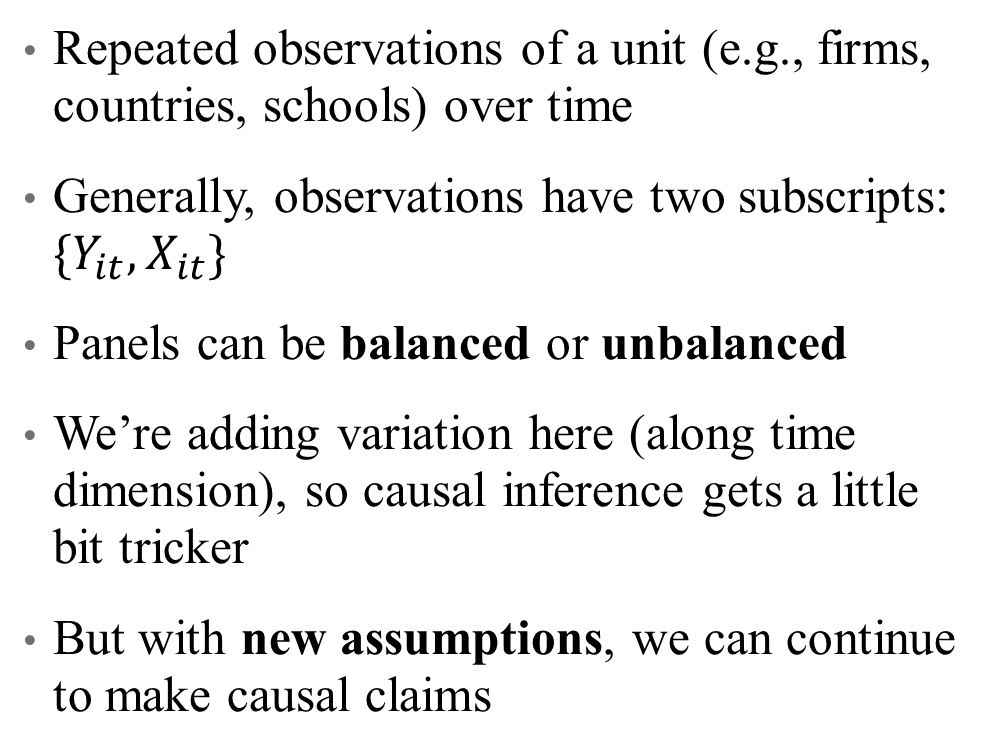 • Repeated observations of a unit (e.g., firms,
countries, schools) over time
• Generally, observations have two subscripts:
{Yᵢₜ, Xᵢₜ}
• Panels can be balanced or unbalanced
• We’re adding variation here (along time
dimension), so causal inference gets a little
bit tricker
• But with new assumptions, we can continue
to make causal claims